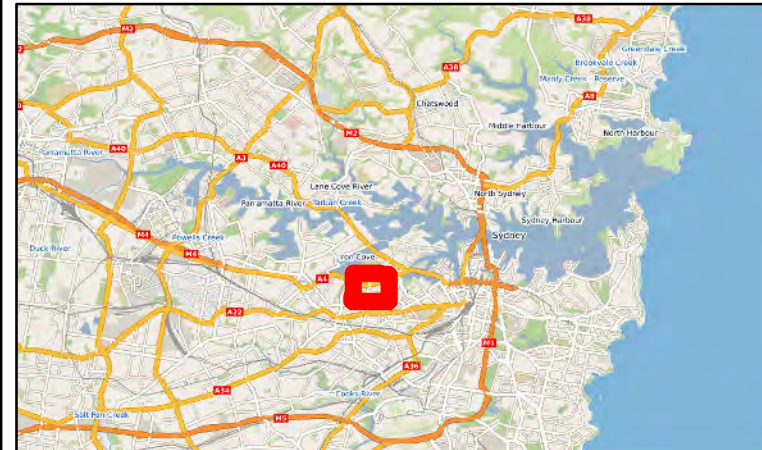 A38
M2
Greendale Creek
Brookvale Creek
A38
Manly Creek - Reserve
A8
Chatswood
Middle Harbour
M2
North Harbour
A40
Parramatta River
A3
A40
Lane Cove River
North Sydney
Parramatta River
Tarban Creek
Sydney Harbour
M4
Powells Creek
Sydney
Duck River
M4
Iron Cove
A4
A22
M1
A36
A34
Cooks River
Salt Pan Creek
M5